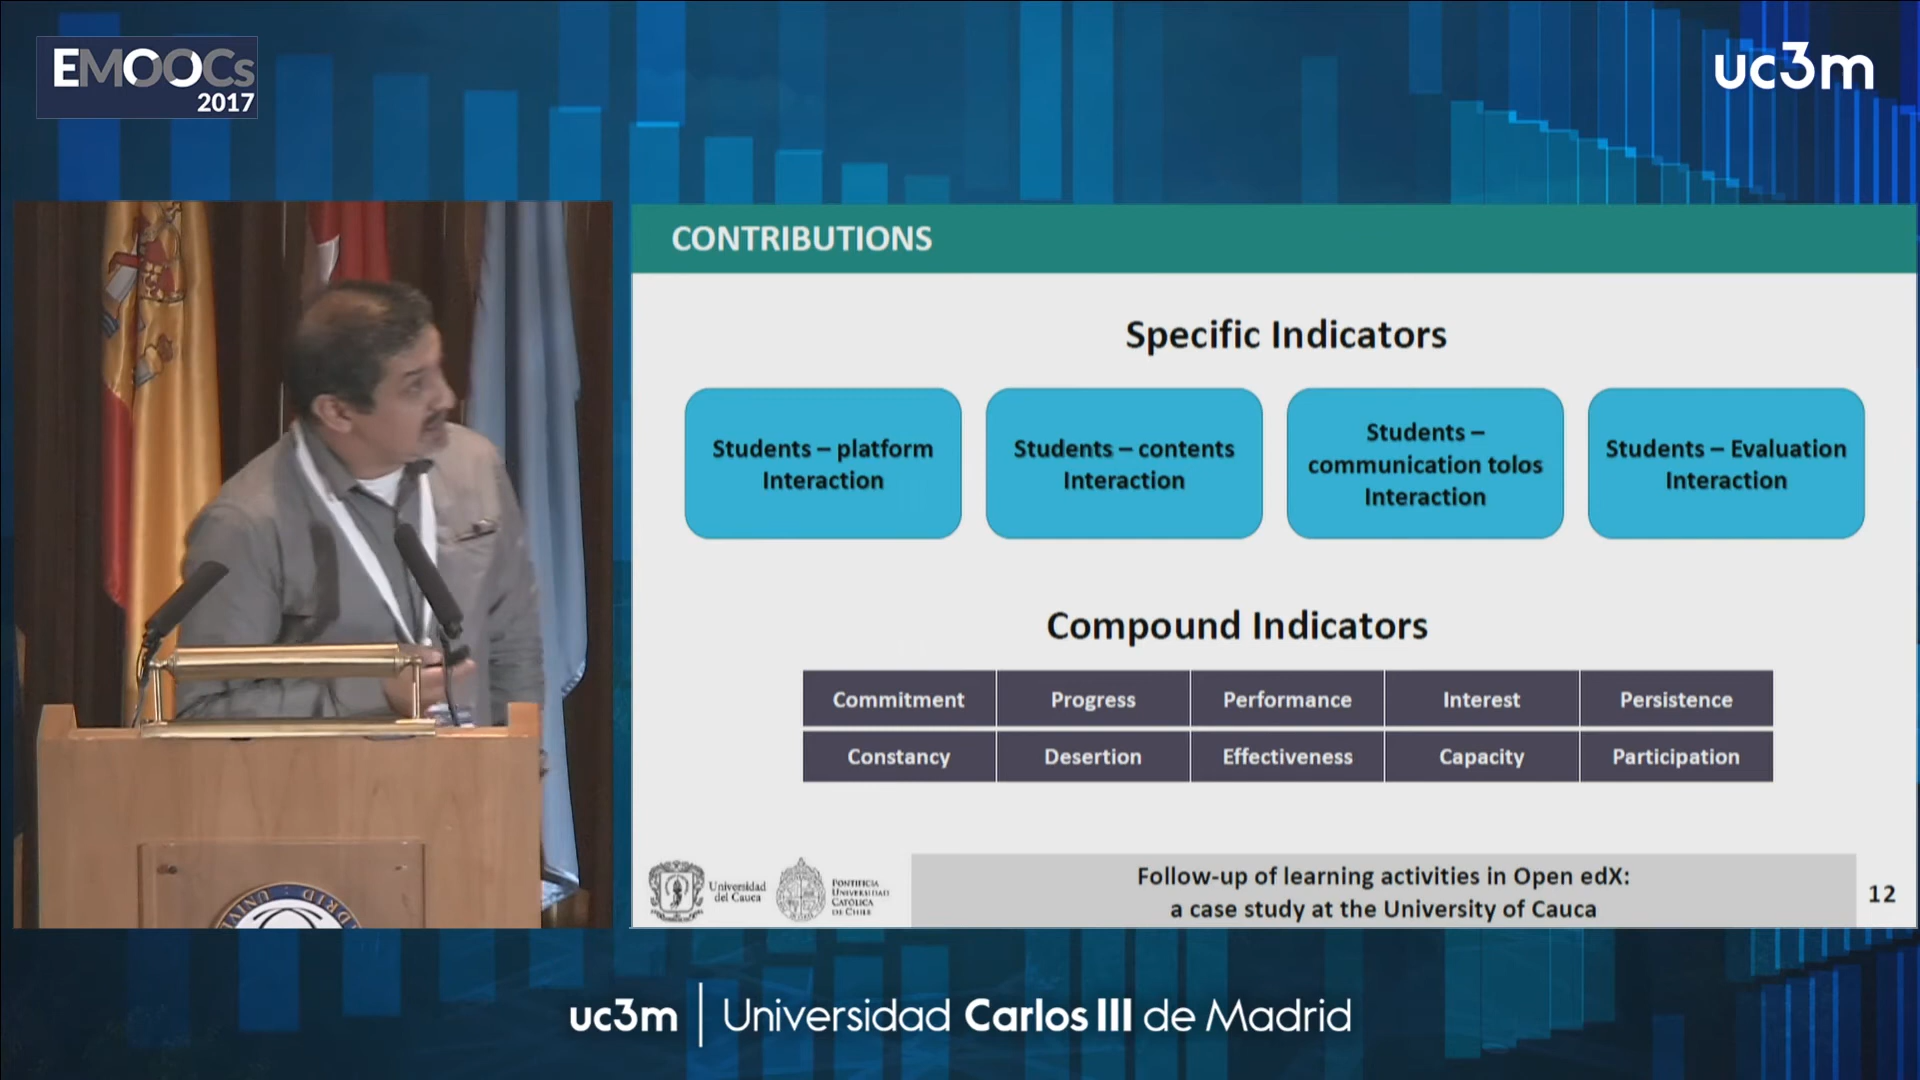 EMOOCs
2017
uc3m
CONTRIBUTIONS
Specific Indicators
Students – platform
Interaction
Students – contents
Interaction
Students –
communication tolos
Interaction
Students – Evaluation
Interaction
Compound Indicators
Commitment
Progress
Performance
Interest
Persistence
Constancy
Desertion
Effectiveness
Capacity
Participation
Universidad
del Cauca
PONTIFICIA
UNIVERSIDAD
CATÓLICA
DE CHILE
Follow-up of learning activities in Open edX:
a case study at the University of Cauca
12
uc3m | Universidad Carlos III de Madrid